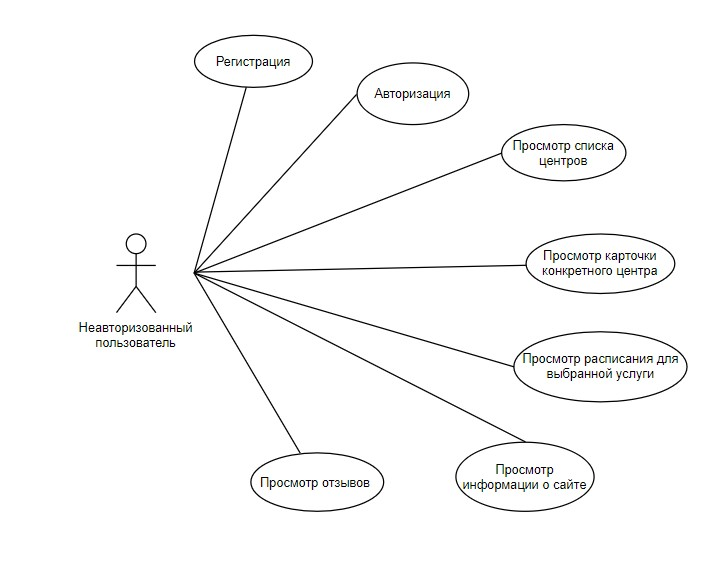 Регистрация
Авторизация
Просмотр списка
центров
Просмотр карточки
конкретного центра
Неавторизованный
пользователь
Просмотр расписания для
выбранной услуги
Просмотр
информации о сайте
Просмотр отзывов